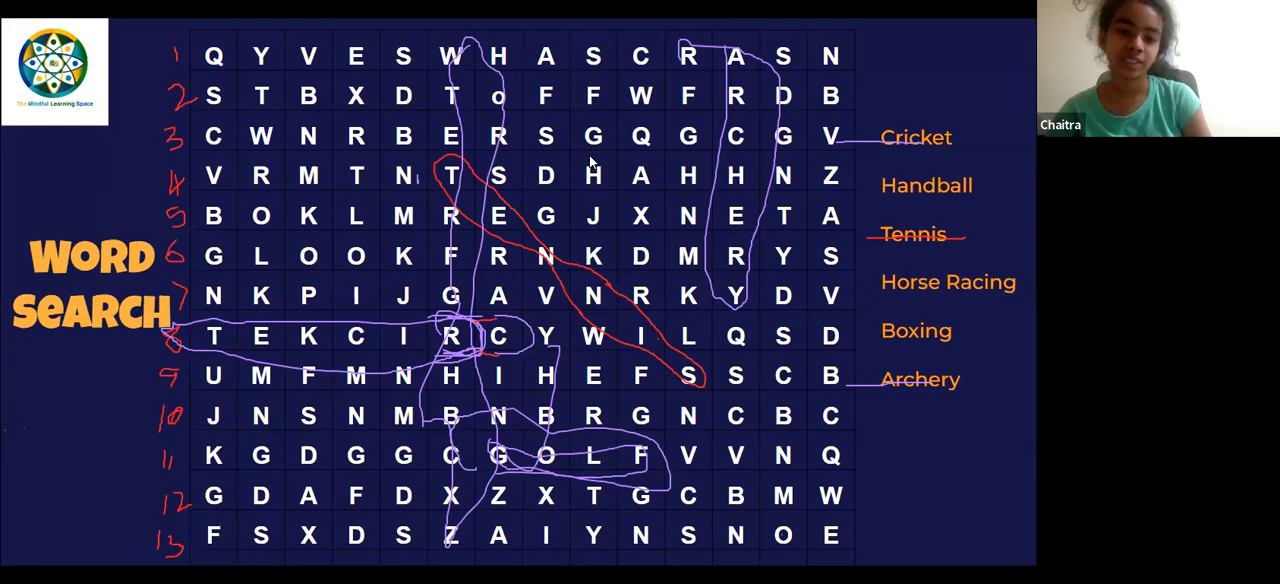 The Mindful Learning Space
WORD
SEARCH
1 Q Y V E S W H A S C R A S N
2 S T B X D T o F F W F R D B
3 C W N R B E R S G Q G C G V
4 V R M T N T S D H A H H N Z
5 B O K L M R E G J X N E T A
6 G L O O K F R N K D M R Y S
7 N K P I J G A V N R K Y D V
8 T E K C I R C Y W I L Q S D
9 U M F M N H I H E F S S C B
10 J N S N M B N B R G N C B C
11 K G D G G C G O L F V V N Q
12 G D A F D X Z X T G C B M W
13 F S X D S Z A I Y N S N O E
Cricket
Handball
Tennis
Horse Racing
Boxing
Archery
Chaitra